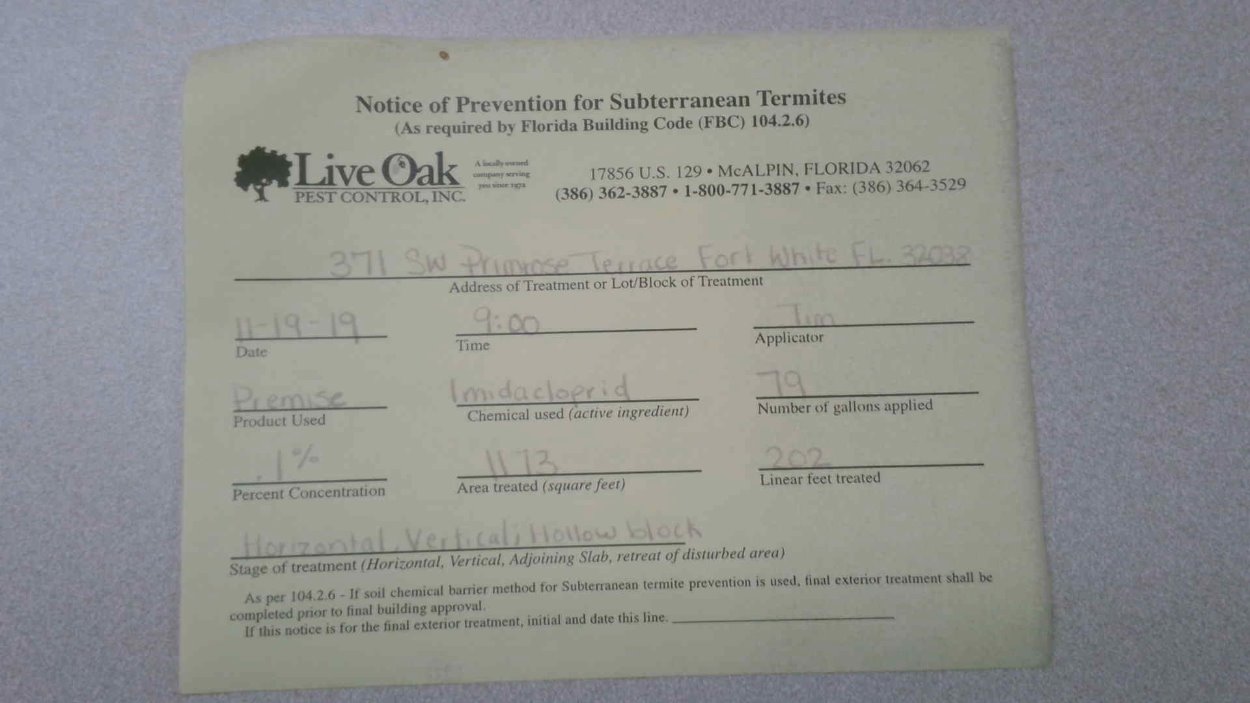 Notice of Prevention for Subterranean Termites
(As required by Florida Building Code (FBC) 104.2.6)
Live Oak
PEST CONTROL, INC.
A locally owned
company serving
you since 1972
17856 U.S. 129 • McALPIN, FLORIDA 32062
(386) 362-3887 • 1-800-771-3887 • Fax: (386) 364-3529
371 SW Primrose Terrace Fort White FL. 32038
Address of Treatment or Lot/Block of Treatment
11-19-19 9:00 Tim
Date Time Applicator
Premise Imidacloprid 79
Product Used Chemical used (active ingredient) Number of gallons applied
.1% 1173 202
Percent Concentration Area treated (square feet) Linear feet treated
Horizontal, Vertical, Hollow block
Stage of treatment (Horizontal, Vertical, Adjoining Slab, retreat of disturbed area)
As per 104.2.6 - If soil chemical barrier method for Subterranean termite prevention is used, final exterior treatment shall be
completed prior to final building approval.
If this notice is for the final exterior treatment, initial and date this line.